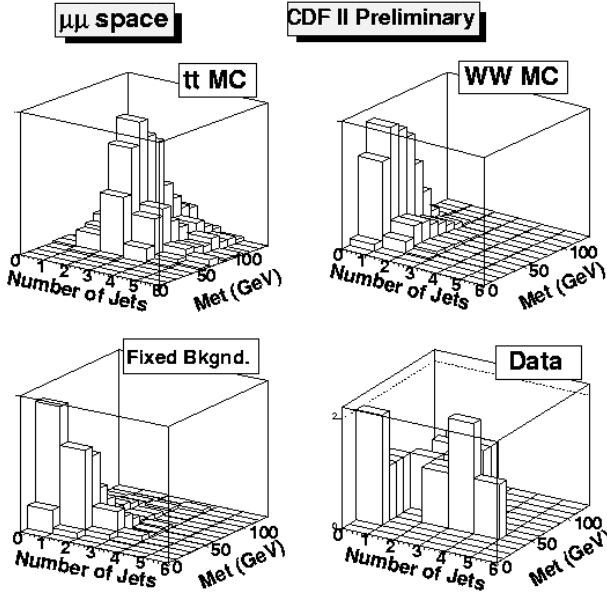 μμ space
CDF II Preliminary
tt MC
WW MC
0 1 2 3 4 5 6
Number of Jets
0 50 100
Met (GeV)
0 1 2 3 4 5 6
Number of Jets
0 50 100
Met (GeV)
Fixed Bkgnd.
Data
0 1 2 3 4 5 6
Number of Jets
0 50 100
Met (GeV)
2
0
0 1 2 3 4 5 6
Number of Jets
0 50 100
Met (GeV)